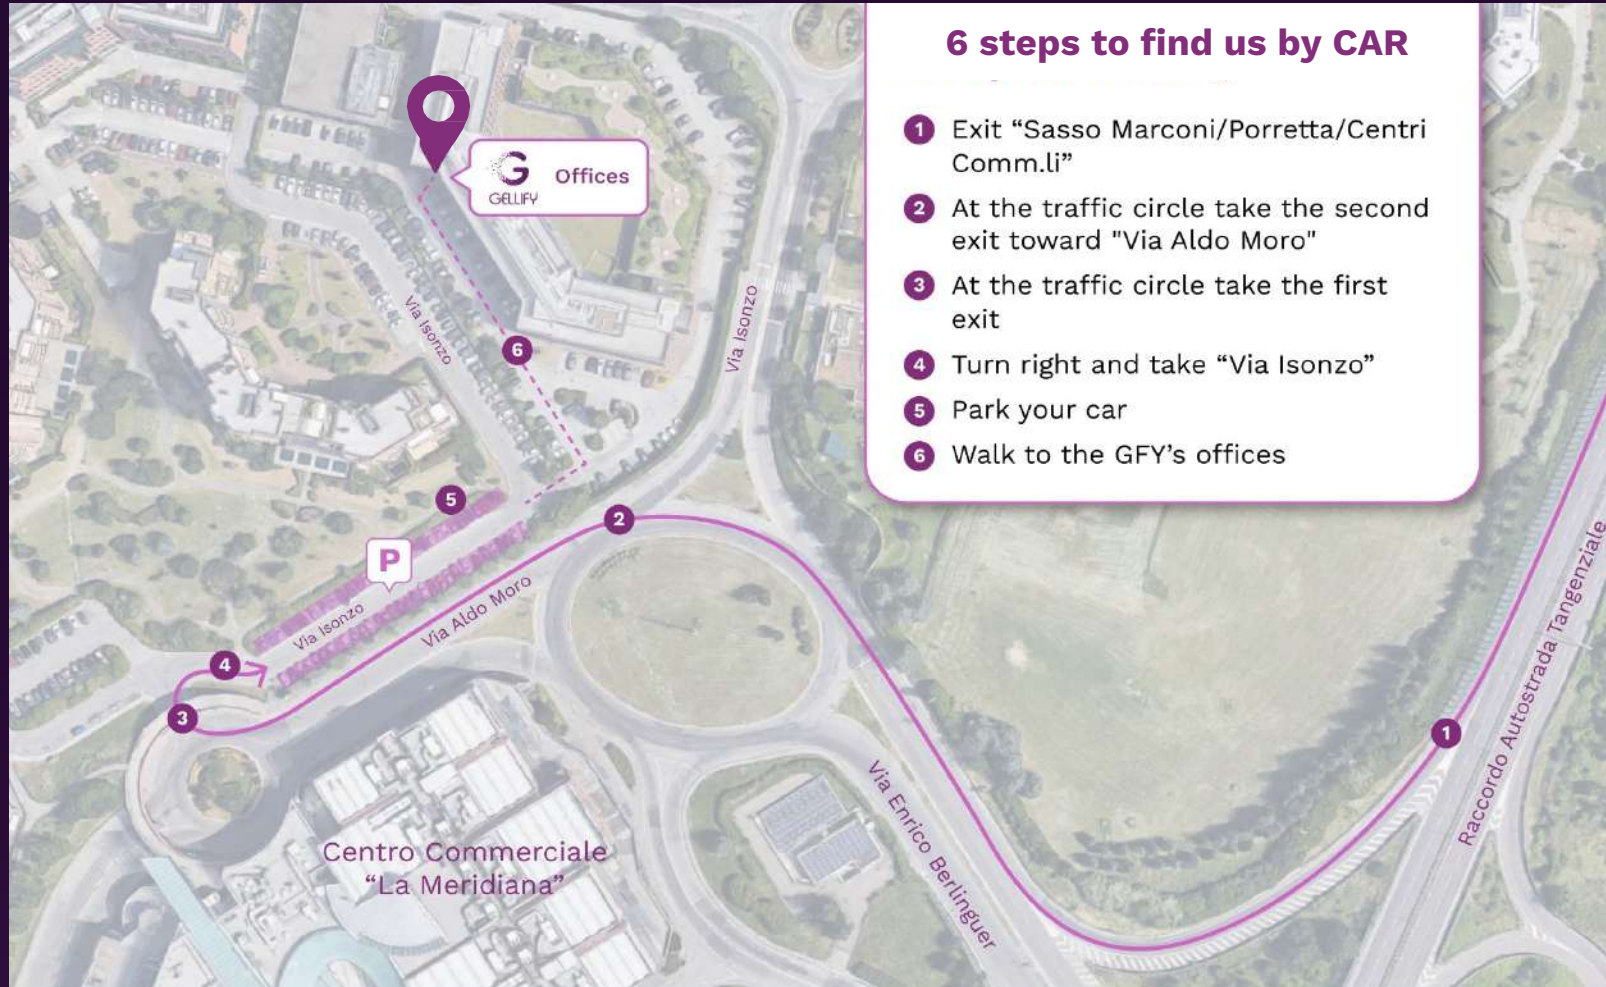 6 steps to find us by CAR
1 Exit “Sasso Marconi/Porretta/Centri
Comm.li”
2 At the traffic circle take the second
exit toward "Via Aldo Moro"
3 At the traffic circle take the first
exit
4 Turn right and take “Via Isonzo”
5 Park your car
6 Walk to the GFY’s offices
G
GELLIFY
Offices
Via Isonzo
Via Isonzo
6
5
2
P
Via Isonzo
Via Aldo Moro
4
3
1
Raccordo Autostrada Tangenziale
Via Enrico Berlinguer
Centro Commerciale
“La Meridiana”